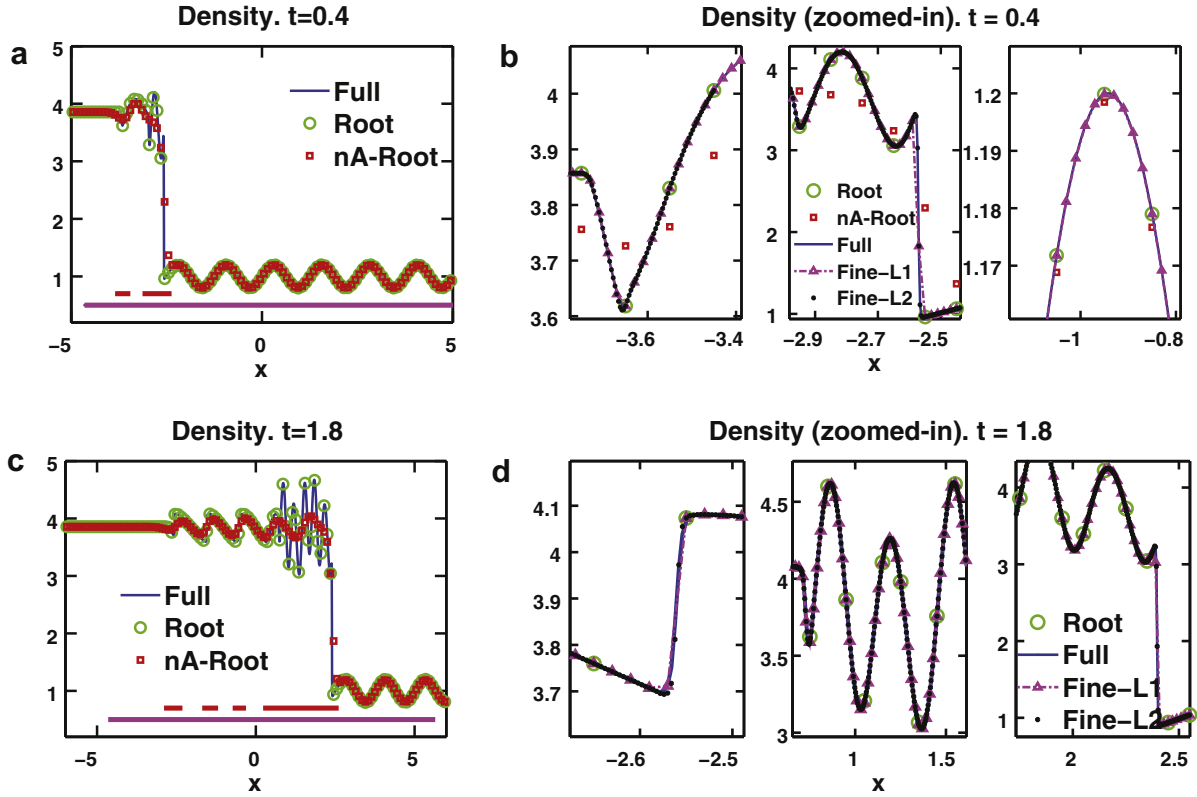 Density. t=0.4
Density (zoomed-in). t = 0.4
a
5
4
3
2
1
0
−5
0
5
x
Full
Root
nA-Root
b
4
3.9
3.8
3.7
3.6
−3.6
−3.4
4
3
2
1
−2.9
−2.7
−2.5
x
Root
nA-Root
Full
Fine-L1
Fine-L2
1.2
1.19
1.18
1.17
−1
−0.8
Density. t=1.8
Density (zoomed-in). t = 1.8
c
5
4
3
2
1
−5
0
5
x
Full
Root
nA-Root
d
4.1
4
3.9
3.8
3.7
−2.6
−2.5
4.5
4
3.5
3
1
1.5
x
4
3
2
1
2
2.5
Root
Full
Fine-L1
Fine-L2